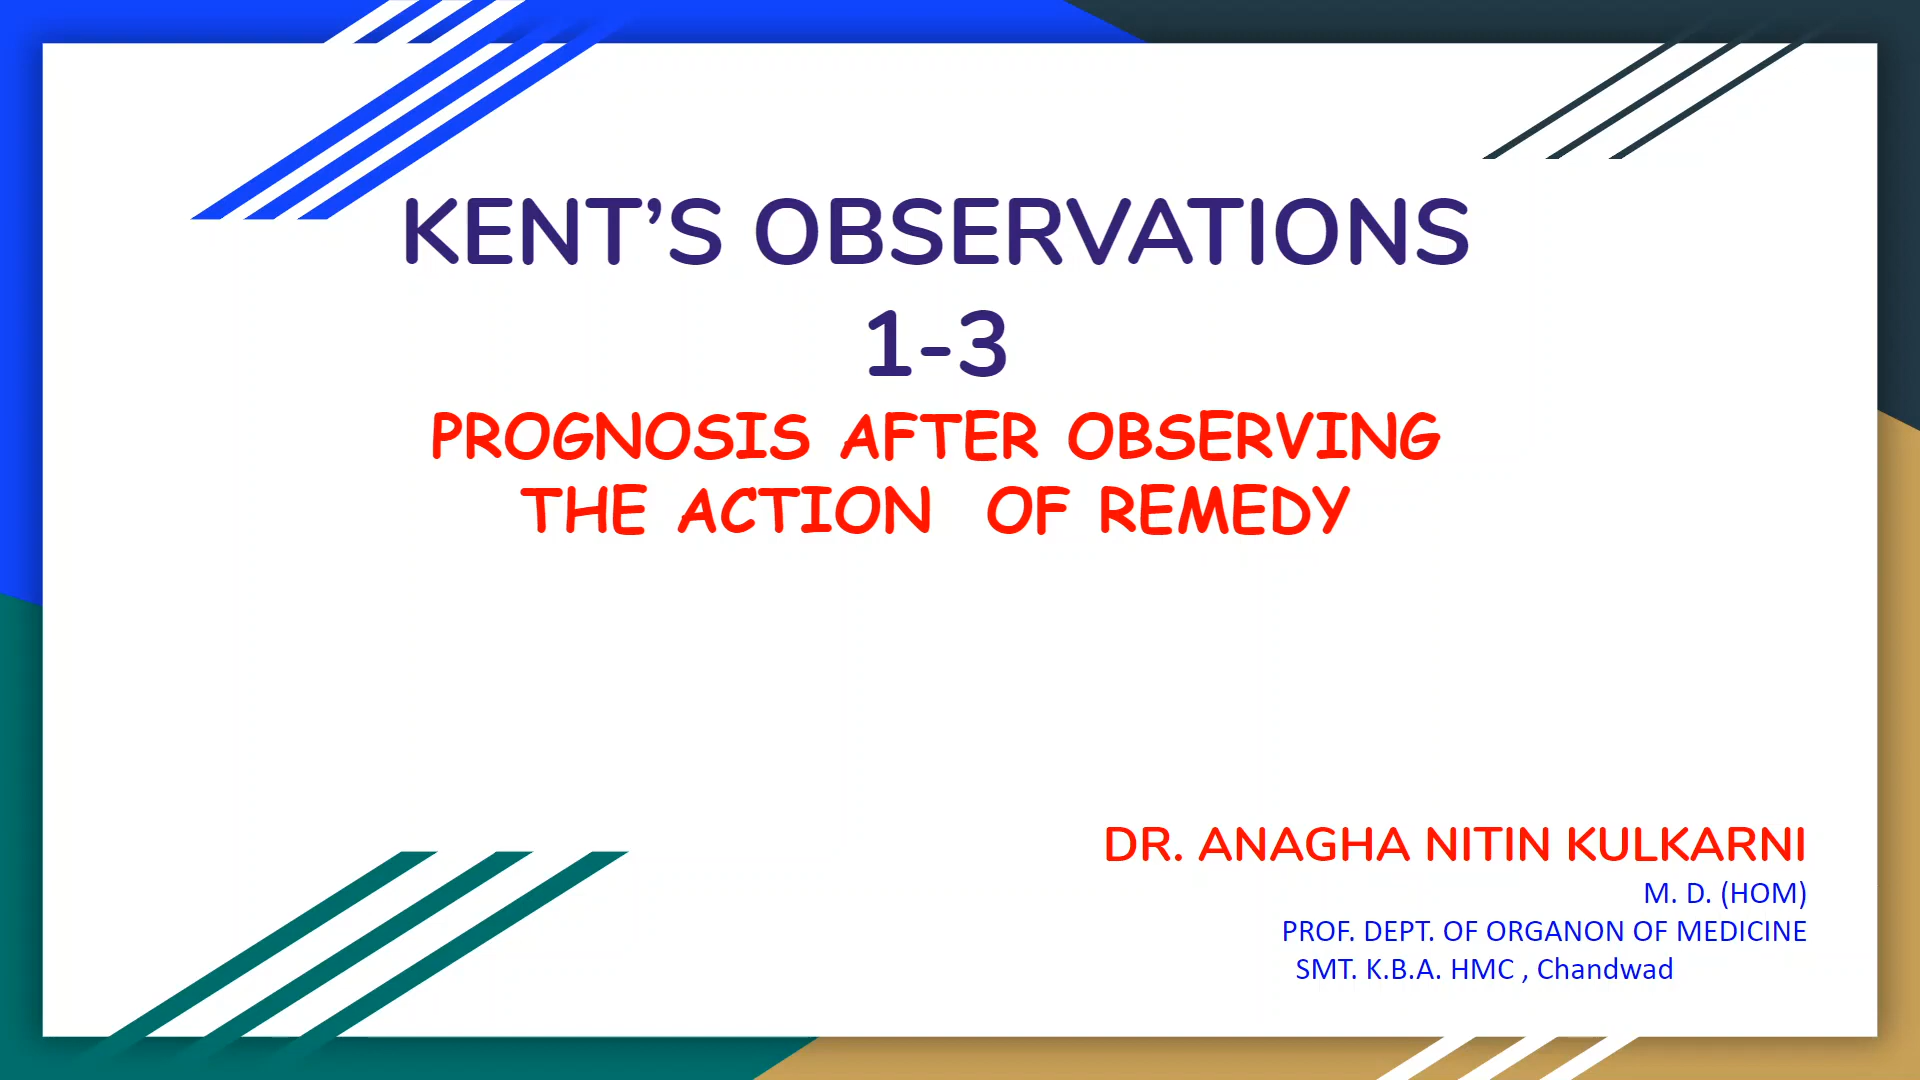 KENT’S OBSERVATIONS
1-3
PROGNOSIS AFTER OBSERVING
THE ACTION OF REMEDY
DR. ANAGHA NITIN KULKARNI
M. D. (HOM)
PROF. DEPT. OF ORGANON OF MEDICINE
SMT. K.B.A. HMC , Chandwad